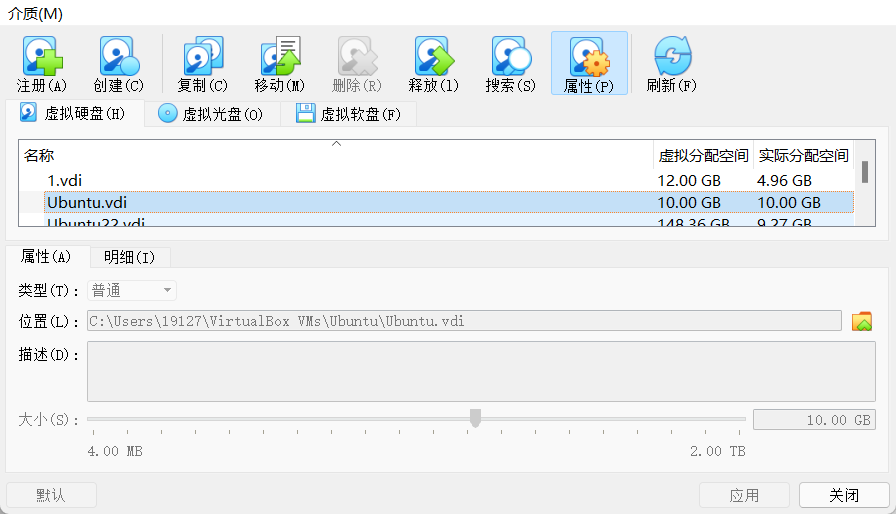 介质(M)
注册(A) 创建(C) 复制(C) 移动(M) 删除(R) 释放(l) 搜索(S) 属性(P) 刷新(F)
虚拟硬盘(H) 虚拟光盘(O) 虚拟软盘(F)
名称 虚拟分配空间 实际分配空间
1.vdi 12.00 GB 4.96 GB
Ubuntu.vdi 10.00 GB 10.00 GB
Ubuntu22.vdi 148.36 GB 9.27 GB
属性(A) 明细(I)
类型(T): 普通
位置(L): C:\Users\19127\VirtualBox VMs\Ubuntu\Ubuntu.vdi
描述(D):
大小(S): 10.00 GB
4.00 MB 2.00 TB
默认 应用 关闭